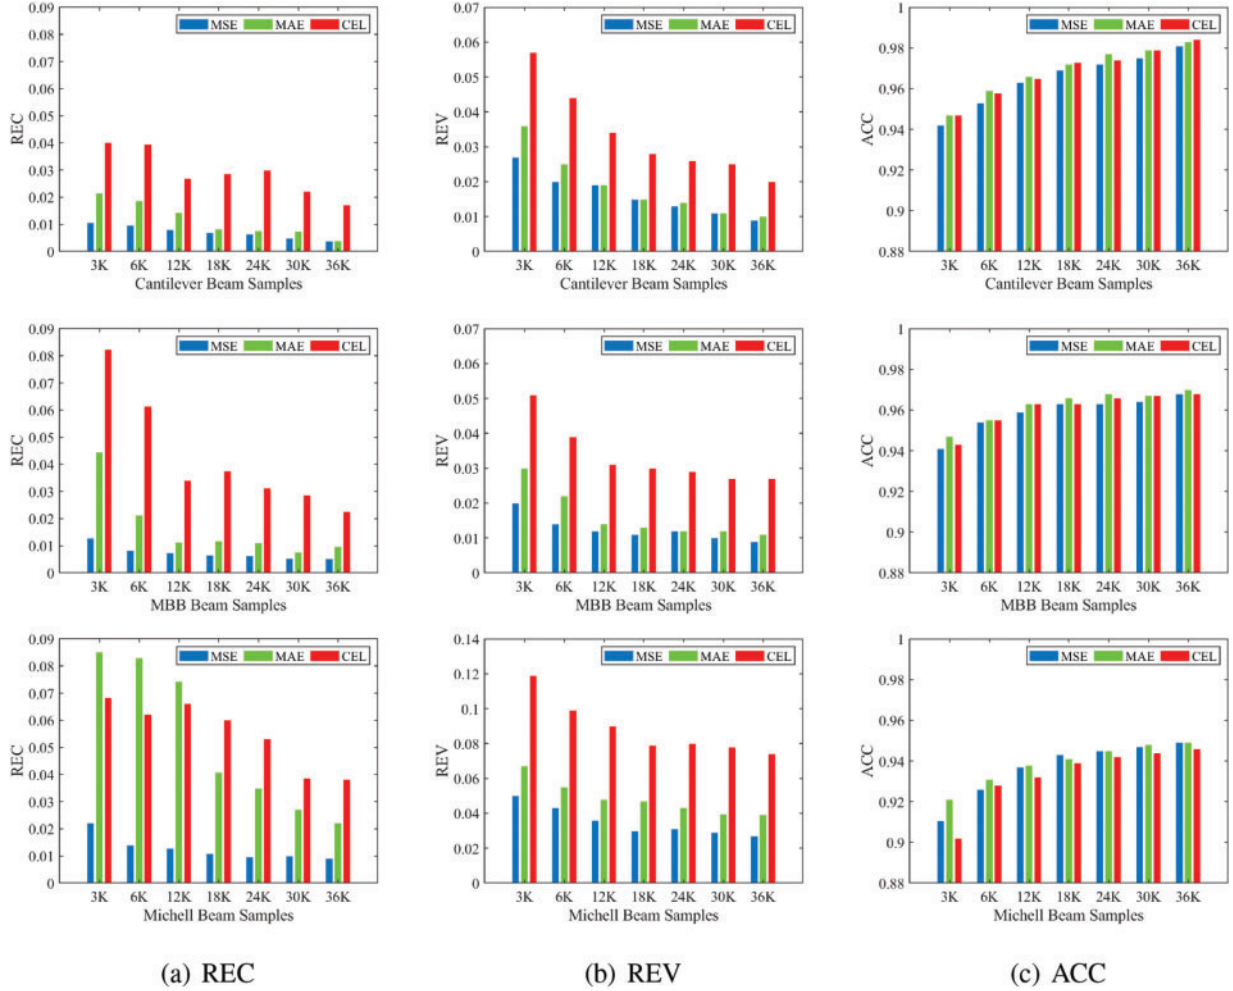 0.09
0.08
0.07
0.06
0.05
0.04
0.03
0.02
0.01
0
REC
MSE MAE CEL
3K 6K 12K 18K 24K 30K 36K
Cantilever Beam Samples
0.07
0.06
0.05
0.04
0.03
0.02
0.01
0
REV
MSE MAE CEL
3K 6K 12K 18K 24K 30K 36K
Cantilever Beam Samples
1
0.98
0.96
0.94
0.92
0.9
0.88
ACC
MSE MAE CEL
3K 6K 12K 18K 24K 30K 36K
Cantilever Beam Samples
0.09
0.08
0.07
0.06
0.05
0.04
0.03
0.02
0.01
0
REC
MSE MAE CEL
3K 6K 12K 18K 24K 30K 36K
MBB Beam Samples
0.07
0.06
0.05
0.04
0.03
0.02
0.01
0
REV
MSE MAE CEL
3K 6K 12K 18K 24K 30K 36K
MBB Beam Samples
1
0.98
0.96
0.94
0.92
0.9
0.88
ACC
MSE MAE CEL
3K 6K 12K 18K 24K 30K 36K
MBB Beam Samples
0.09
0.08
0.07
0.06
0.05
0.04
0.03
0.02
0.01
0
REC
MSE MAE CEL
3K 6K 12K 18K 24K 30K 36K
Michell Beam Samples
0.14
0.12
0.1
0.08
0.06
0.04
0.02
0
REV
MSE MAE CEL
3K 6K 12K 18K 24K 30K 36K
Michell Beam Samples
1
0.98
0.96
0.94
0.92
0.9
0.88
ACC
MSE MAE CEL
3K 6K 12K 18K 24K 30K 36K
Michell Beam Samples
(a) REC
(b) REV
(c) ACC